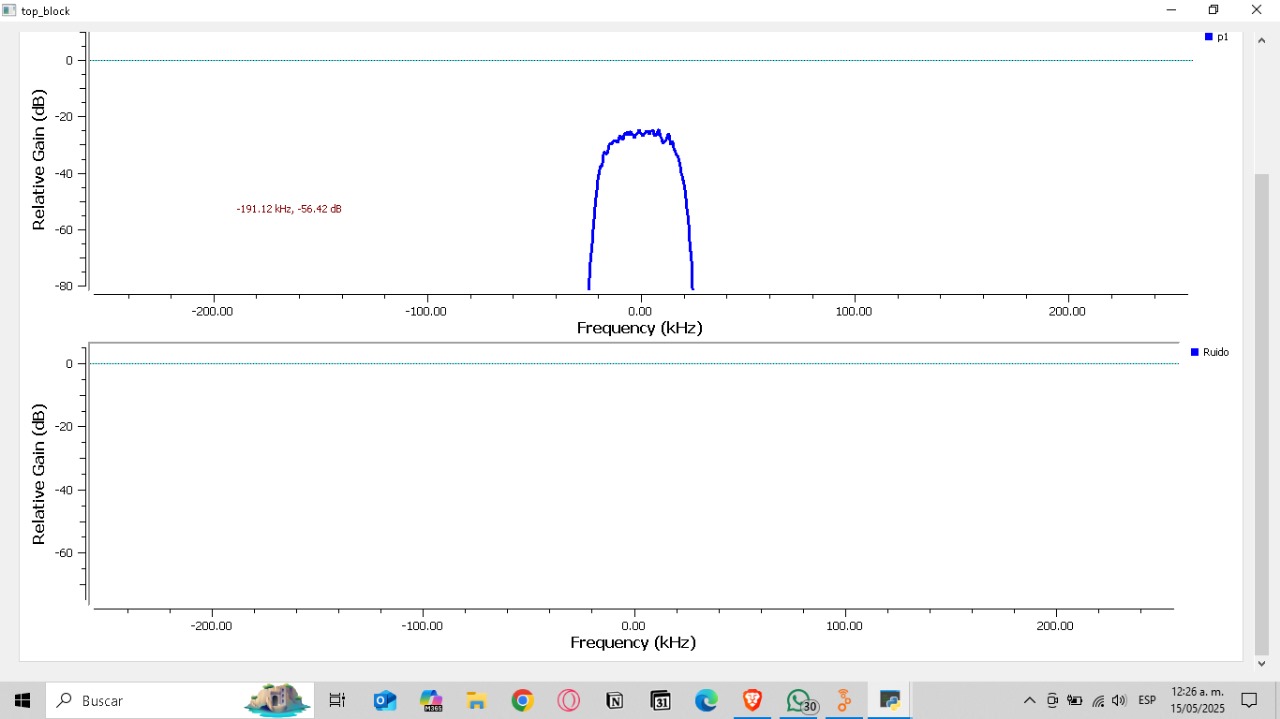 top_block
p1
0
-20
-40
-60
-80
Relative Gain (dB)
-191.12 kHz, -56.42 dB
-200.00 -100.00 0.00 100.00 200.00
Frequency (kHz)
Ruido
0
-20
-40
-60
Relative Gain (dB)
-200.00 -100.00 0.00 100.00 200.00
Frequency (kHz)
Buscar
M365
31
30
ESP
12:26 a. m.
15/05/2025